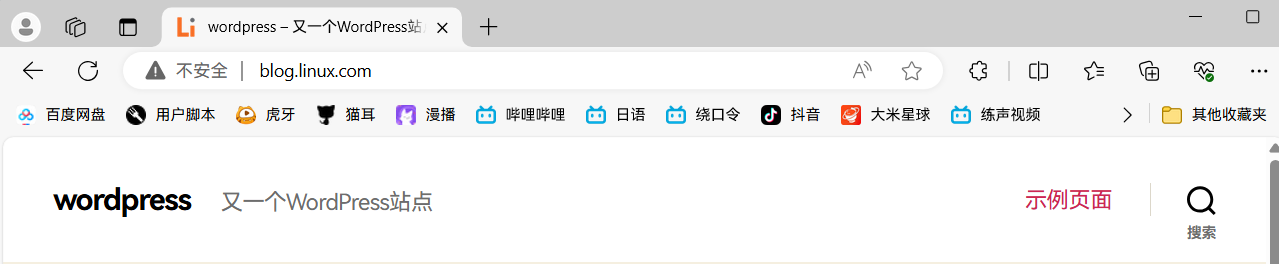 Li wordpress – 又一个WordPress站点
不安全 blog.linux.com A
百度网盘 用户脚本 虎牙 猫耳 漫播 哔哩哔哩 日语 绕口令 抖音 大米星球 练声视频 其他收藏夹
wordpress 又一个WordPress站点 示例页面
搜索